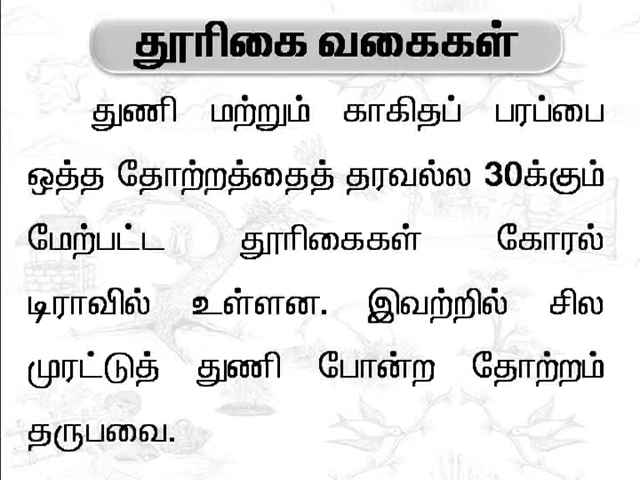 தூரிகை வகைகள்
துணி மற்றும் காகிதப் பரப்பை
ஒத்த தோற்றத்தைத் தரவல்ல 30க்கும்
மேற்பட்ட தூரிகைகள் கோரல்
டிராவில் உள்ளன. இவற்றில் சில
முரட்டுத் துணி போன்ற தோற்றம்
தருபவை.